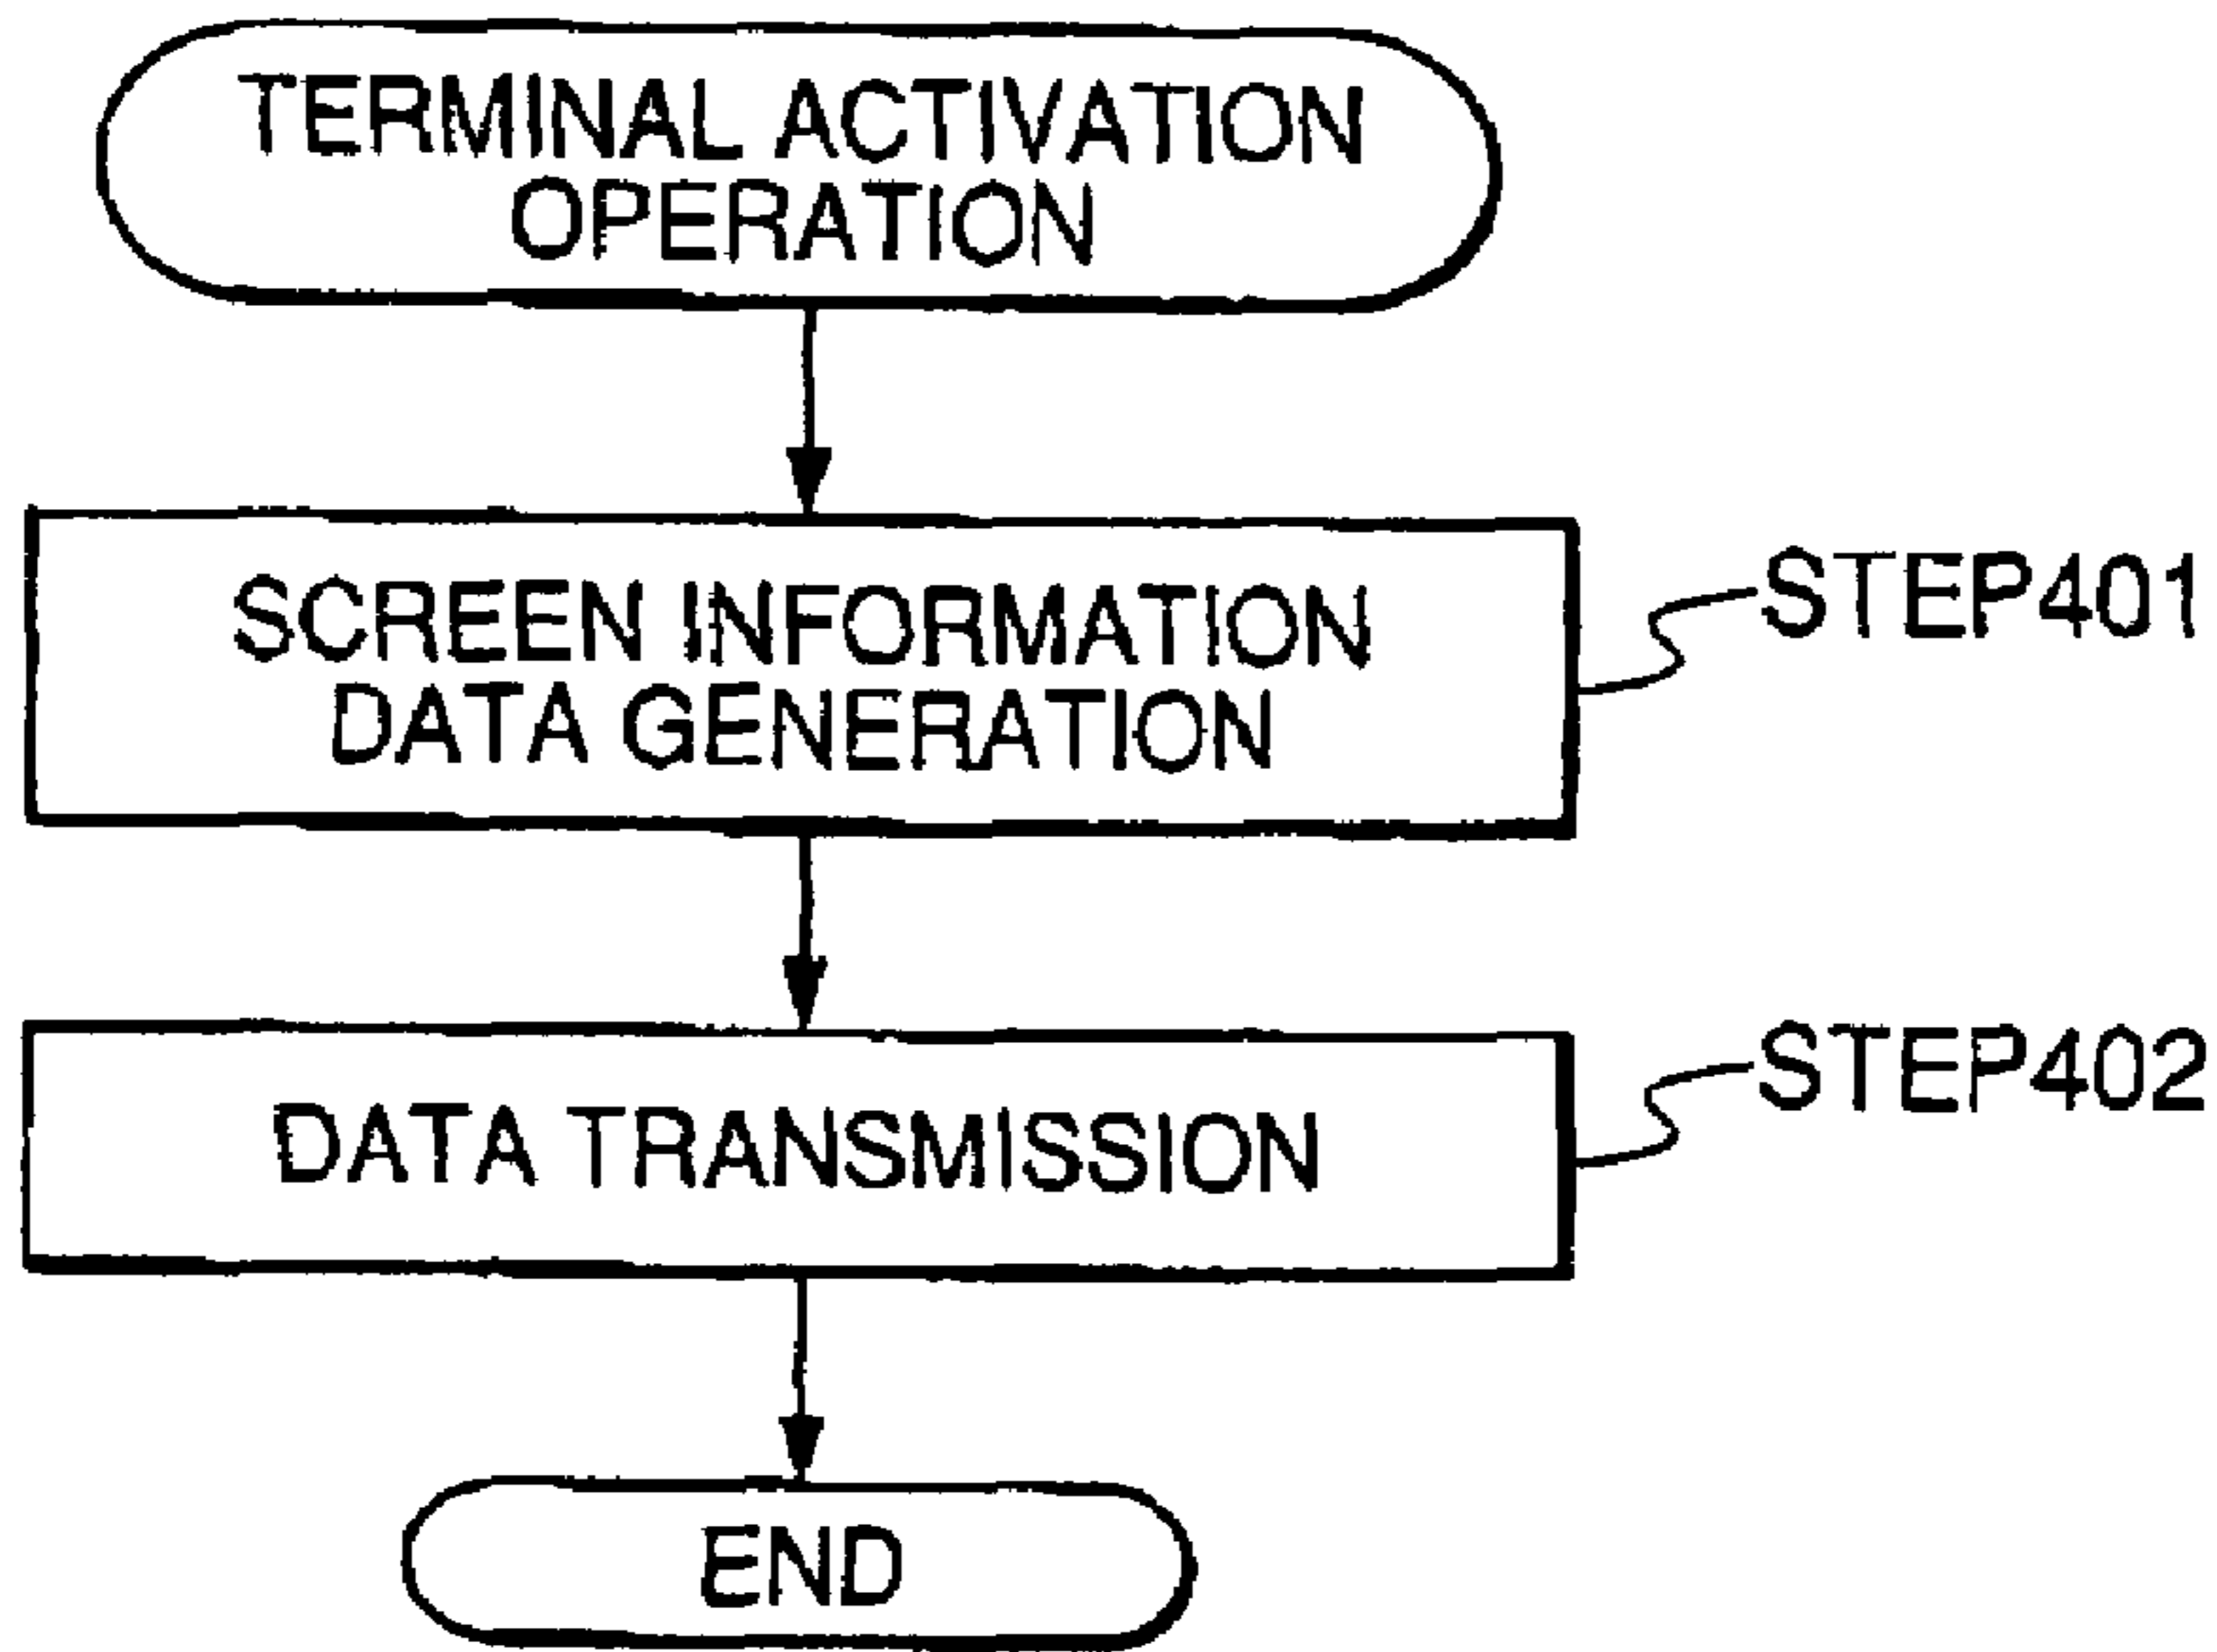 TERMINAL ACTIVATION
OPERATION
SCREEN INFORMATION
DATA GENERATION
STEP401
DATA TRANSMISSION
STEP402
END